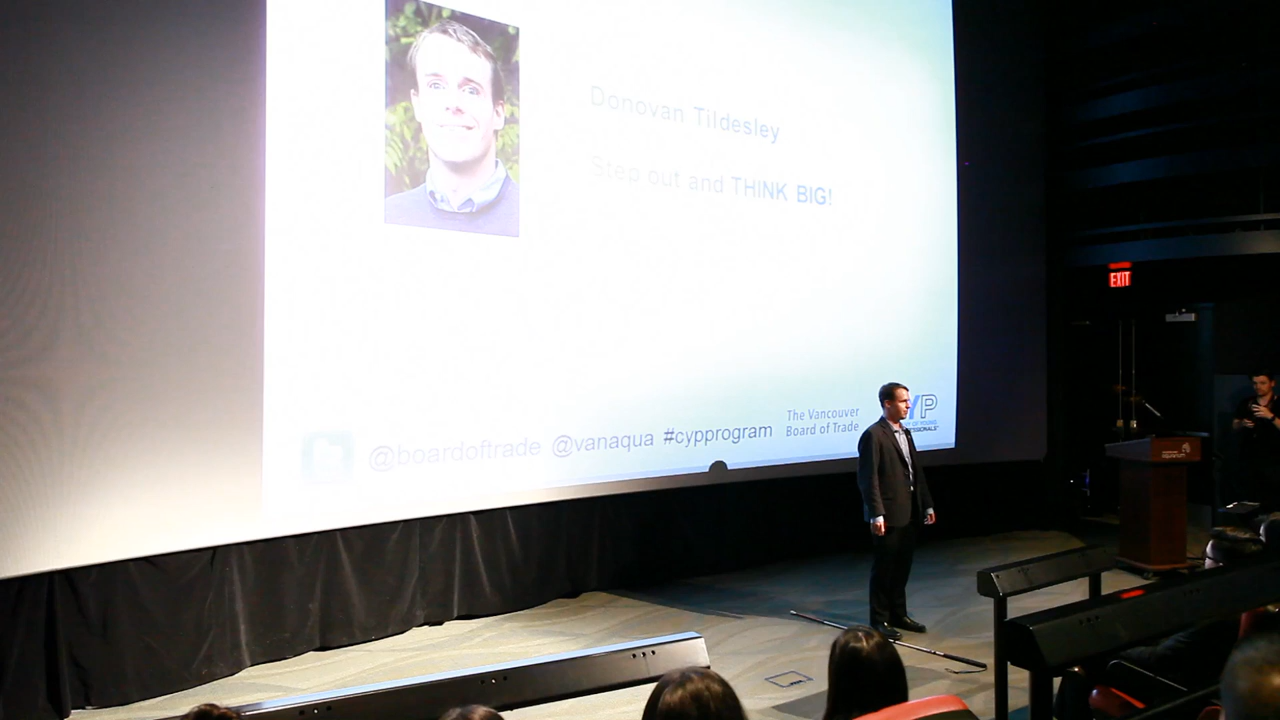 Donovan Tildesley
Step out and THINK BIG!
EXIT
@boardoftrade @vanaqua #cypprogram
The Vancouver
Board of Trade
YP